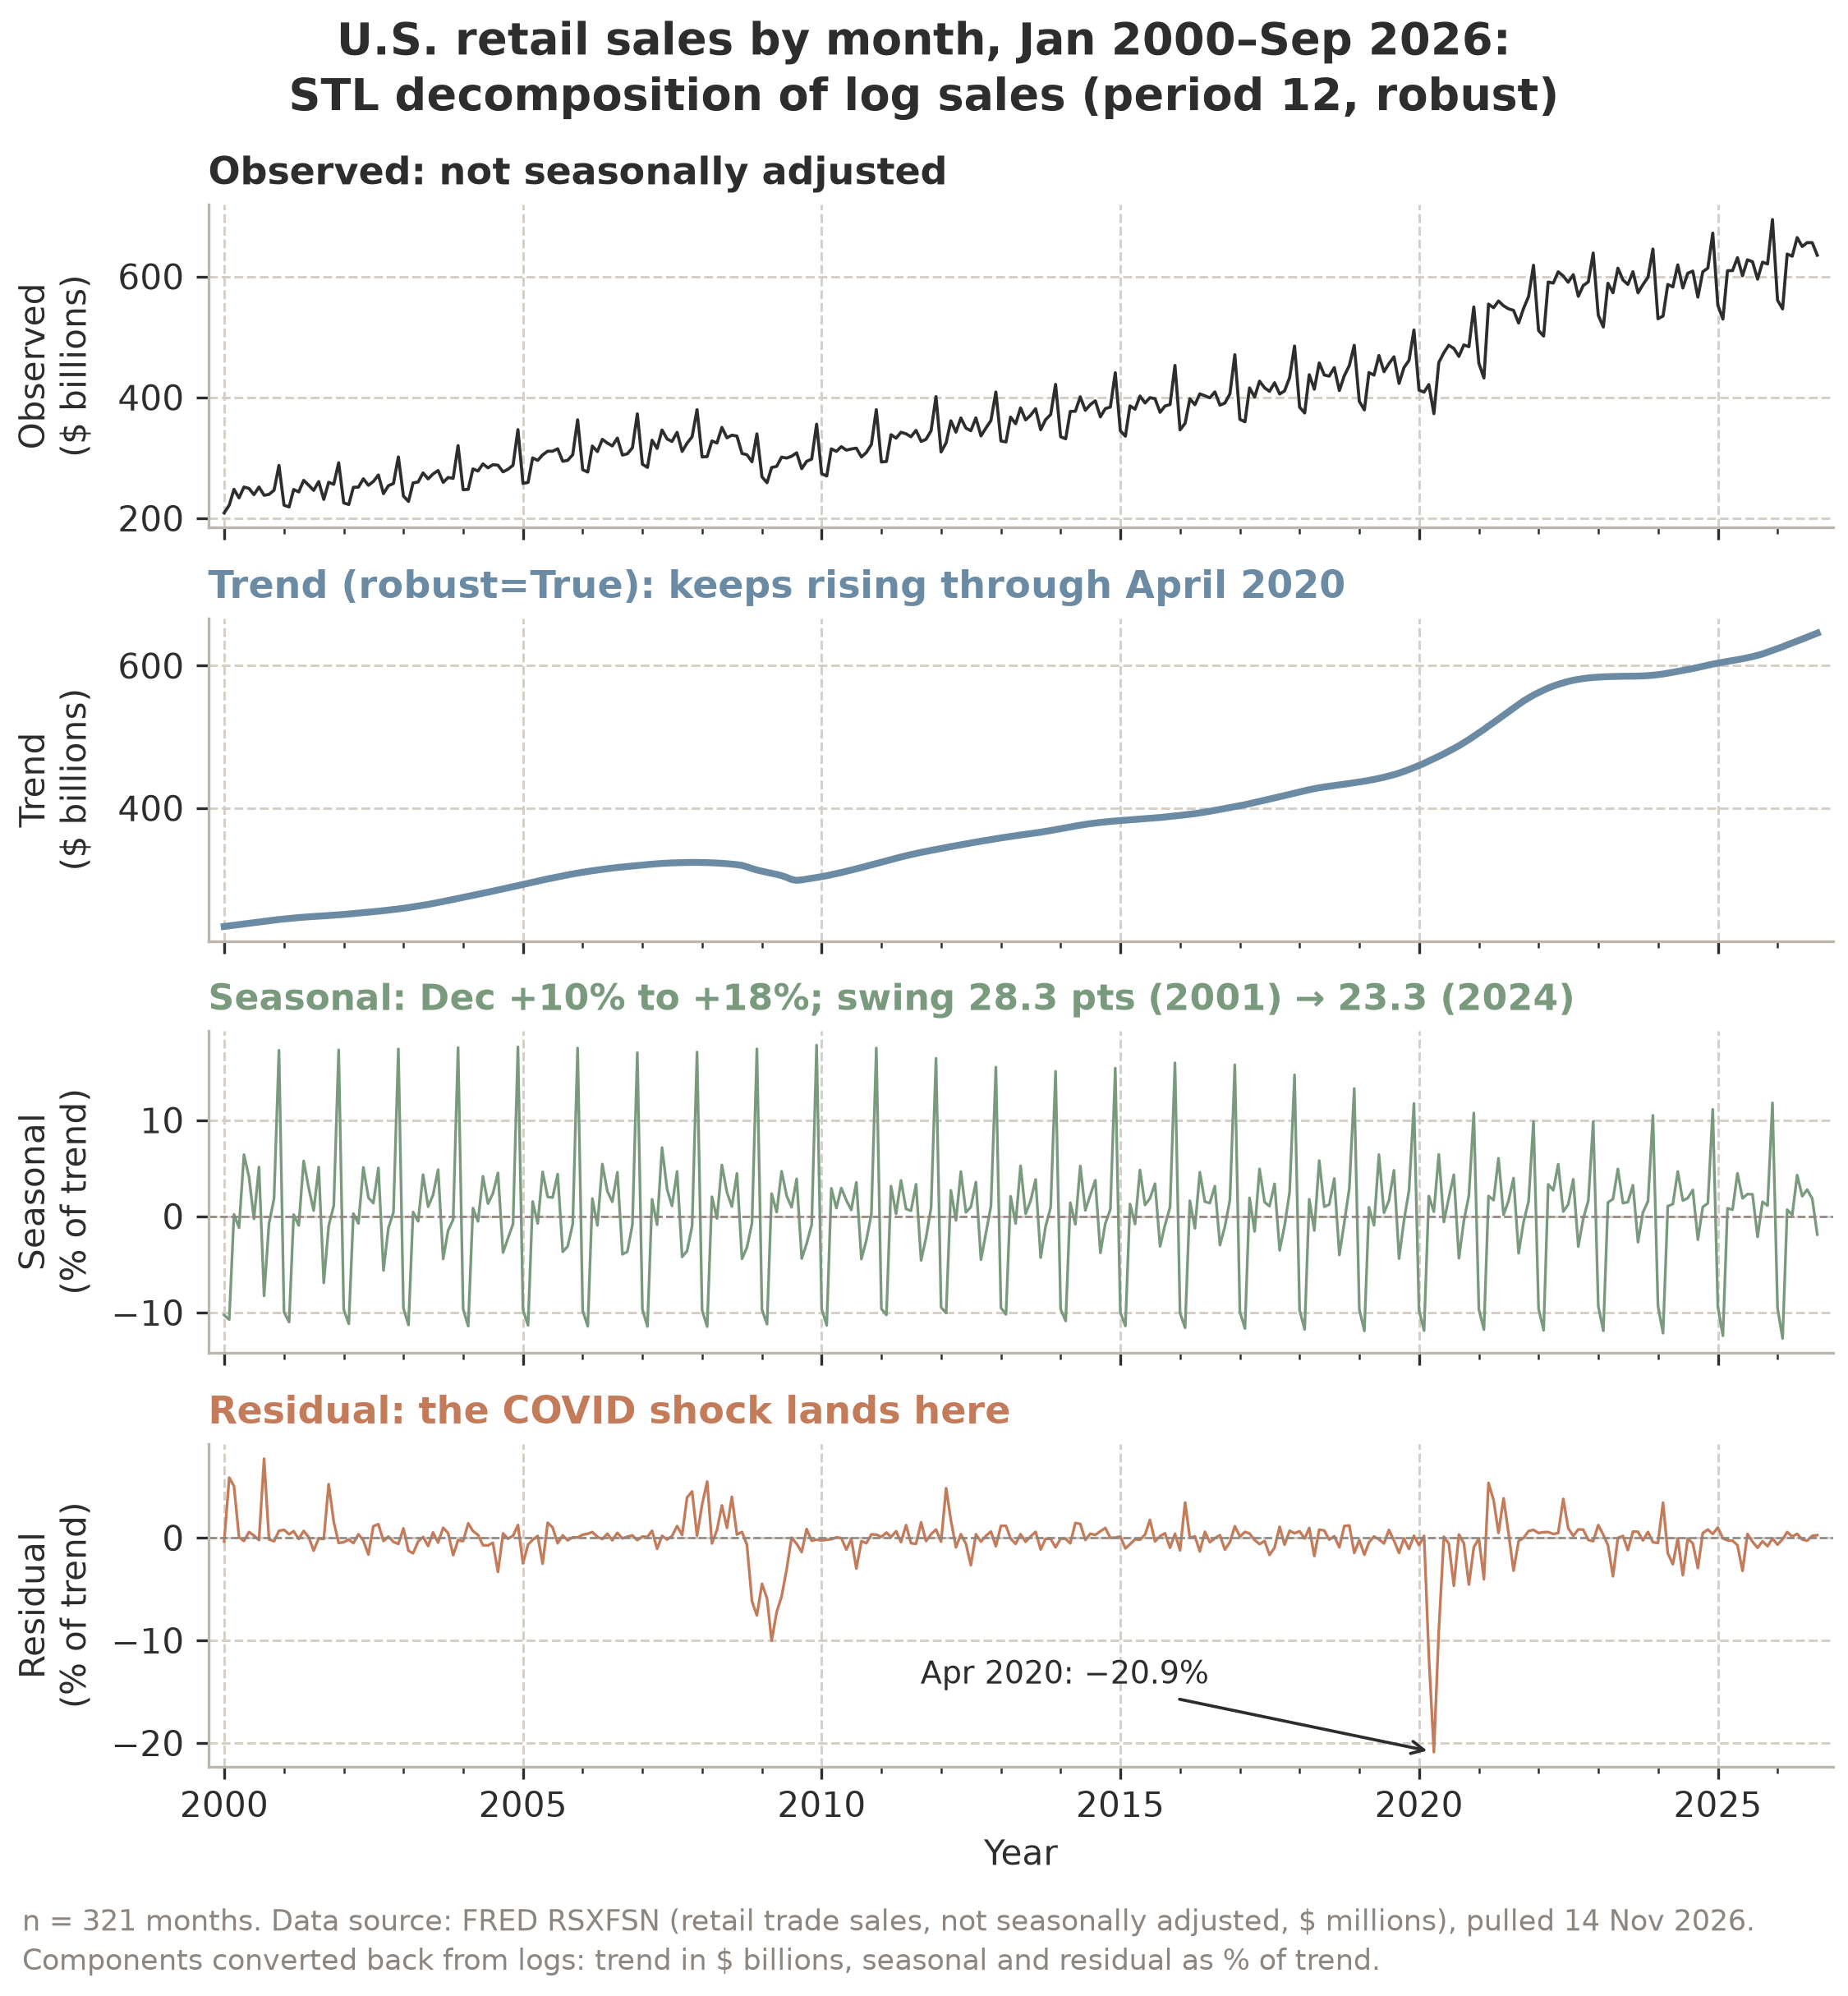 U.S. retail sales by month, Jan 2000–Sep 2026:
STL decomposition of log sales (period 12, robust)
Observed: not seasonally adjusted
Observed
($ billions)
600
400
200
Trend (robust=True): keeps rising through April 2020
Trend
($ billions)
600
400
Seasonal: Dec +10% to +18%; swing 28.3 pts (2001) → 23.3 (2024)
Seasonal
(% of trend)
10
0
−10
Residual: the COVID shock lands here
Residual
(% of trend)
0
−10
−20
Apr 2020: −20.9%
2000
2005
2010
2015
2020
2025
Year
n = 321 months. Data source: FRED RSXFSN (retail trade sales, not seasonally adjusted, $ millions), pulled 14 Nov 2026.
Components converted back from logs: trend in $ billions, seasonal and residual as % of trend.